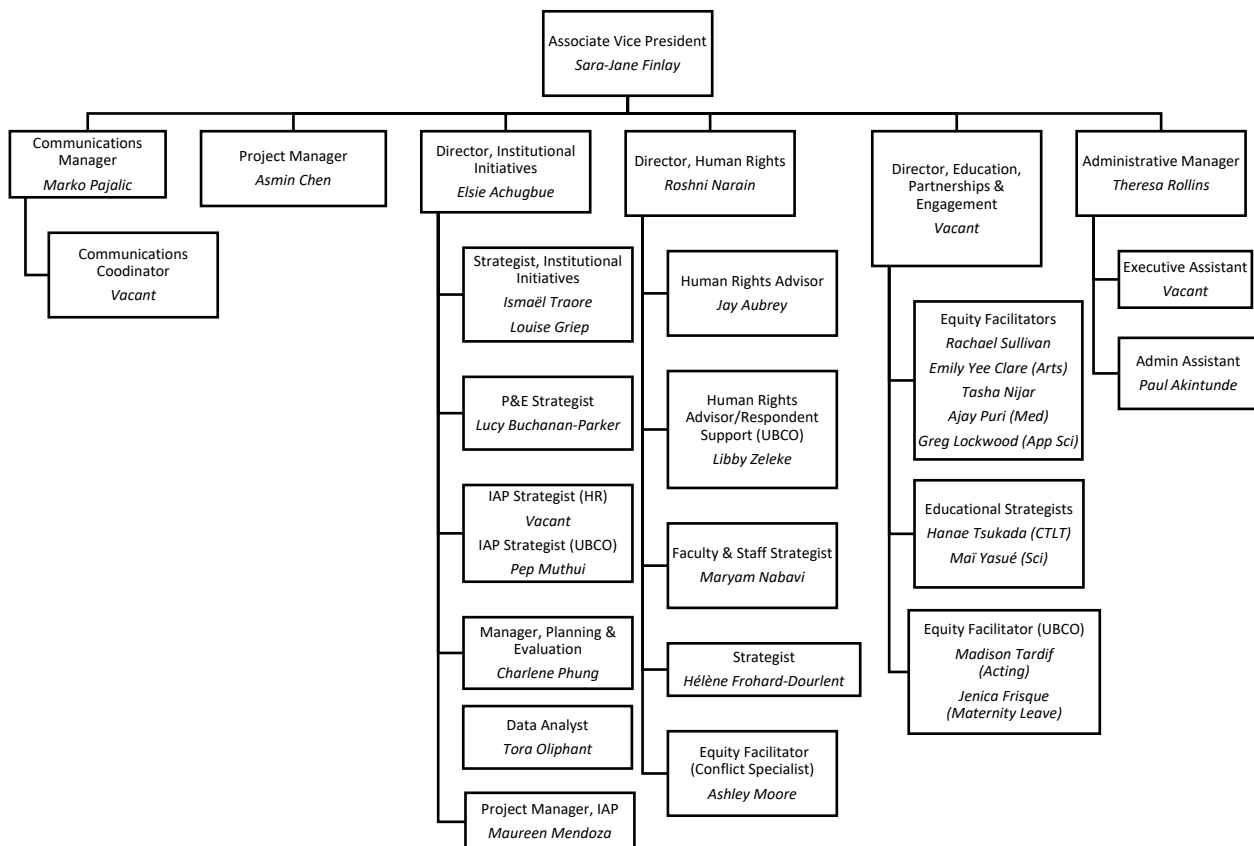 Associate Vice President
Sara-Jane Finlay
Communications
Manager
Marko Pajalic
Communications
Coodinator
Vacant
Project Manager
Asmin Chen
Director, Institutional
Initiatives
Elsie Achugbue
Strategist, Institutional
Initiatives
Ismaël Traore
Louise Griep
P&E Strategist
Lucy Buchanan-Parker
IAP Strategist (HR)
Vacant
IAP Strategist (UBCO)
Pep Muthui
Manager, Planning &
Evaluation
Charlene Phung
Data Analyst
Tora Oliphant
Project Manager, IAP
Maureen Mendoza
Director, Human Rights
Roshni Narain
Human Rights Advisor
Jay Aubrey
Human Rights
Advisor/Respondent
Support (UBCO)
Libby Zeleke
Faculty & Staff Strategist
Maryam Nabavi
Strategist
Hélène Frohard-Dourlent
Equity Facilitator
(Conflict Specialist)
Ashley Moore
Director, Education,
Partnerships &
Engagement
Vacant
Equity Facilitators
Rachael Sullivan
Emily Yee Clare (Arts)
Tasha Nijar
Ajay Puri (Med)
Greg Lockwood (App Sci)
Educational Strategists
Hanae Tsukada (CTLT)
Maï Yasué (Sci)
Equity Facilitator (UBCO)
Madison Tardif
(Acting)
Jenica Frisque
(Maternity Leave)
Administrative Manager
Theresa Rollins
Executive Assistant
Vacant
Admin Assistant
Paul Akintunde